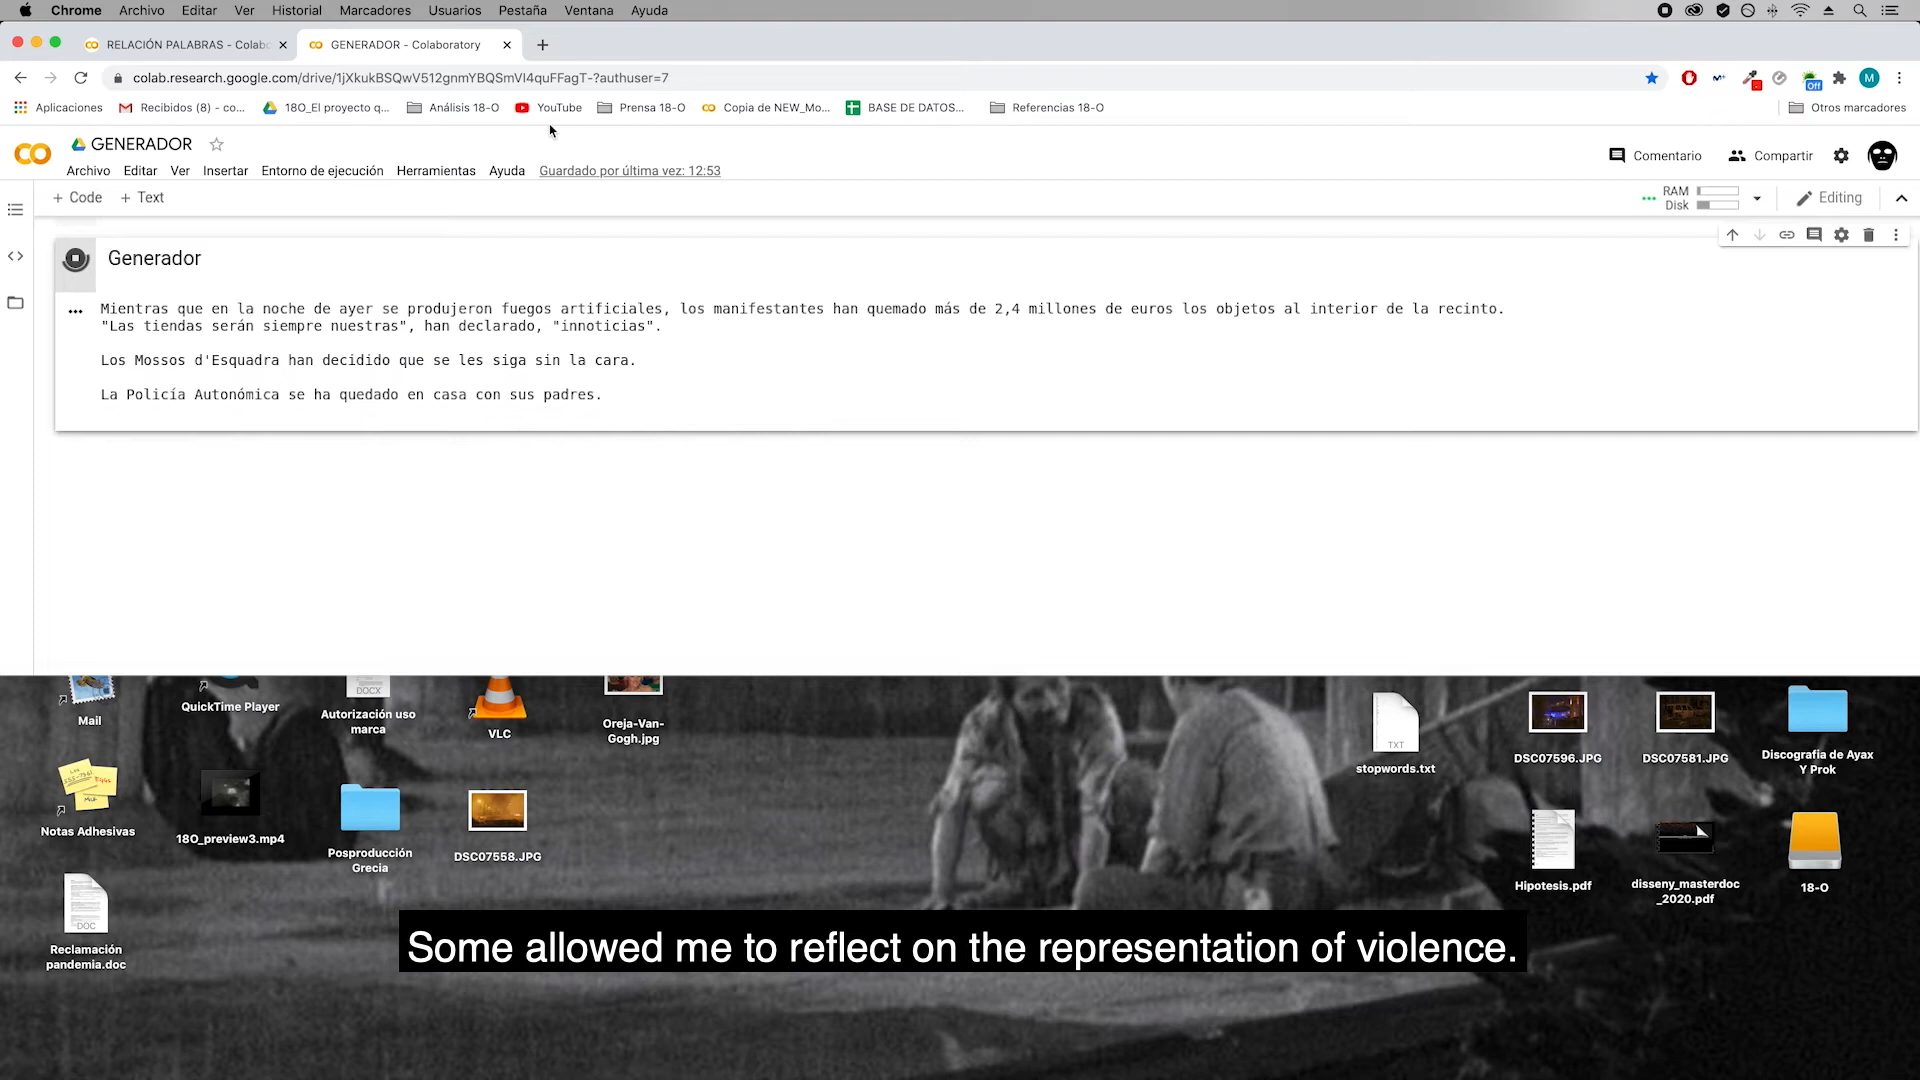 Chrome Archivo Editar Ver Historial Marcadores Usuarios Pestaña Ventana Ayuda
RELACIÓN PALABRAS - Colab
GENERADOR - Colaboratory
colab.research.google.com/drive/1jXkukBSQwV512gnmYBQSmVl4quFFagT-?authuser=7
M
Off
Aplicaciones Recibidos (8) - co... 18O_El proyecto q... Análisis 18-O YouTube Prensa 18-O Copia de NEW_Mo... BASE DE DATOS... Referencias 18-O Otros marcadores
GENERADOR
Comentario Compartir
Archivo Editar Ver Insertar Entorno de ejecución Herramientas Ayuda Guardado por última vez: 12:53
+ Code + Text
RAM
Disk
Editing
Generador
Mientras que en la noche de ayer se produjeron fuegos artificiales, los manifestantes han quemado más de 2,4 millones de euros los objetos al interior de la recinto.
"Las tiendas serán siempre nuestras", han declarado, "innoticias".
Los Mossos d'Esquadra han decidido que se les siga sin la cara.
La Policía Autonómica se ha quedado en casa con sus padres.
DOCX
Mail
QuickTime Player
Autorización uso
marca
VLC
Oreja-Van-
Gogh.jpg
TXT
stopwords.txt
DSC07596.JPG
DSC07581.JPG
Discografia de Ayax
Y Prok
Notas Adhesivas
18O_preview3.mp4
Posproducción
Grecia
DSC07558.JPG
Hipotesis.pdf
disseny_masterdoc
_2020.pdf
18-O
DOC
Reclamación
pandemia.doc
Some allowed me to reflect on the representation of violence.